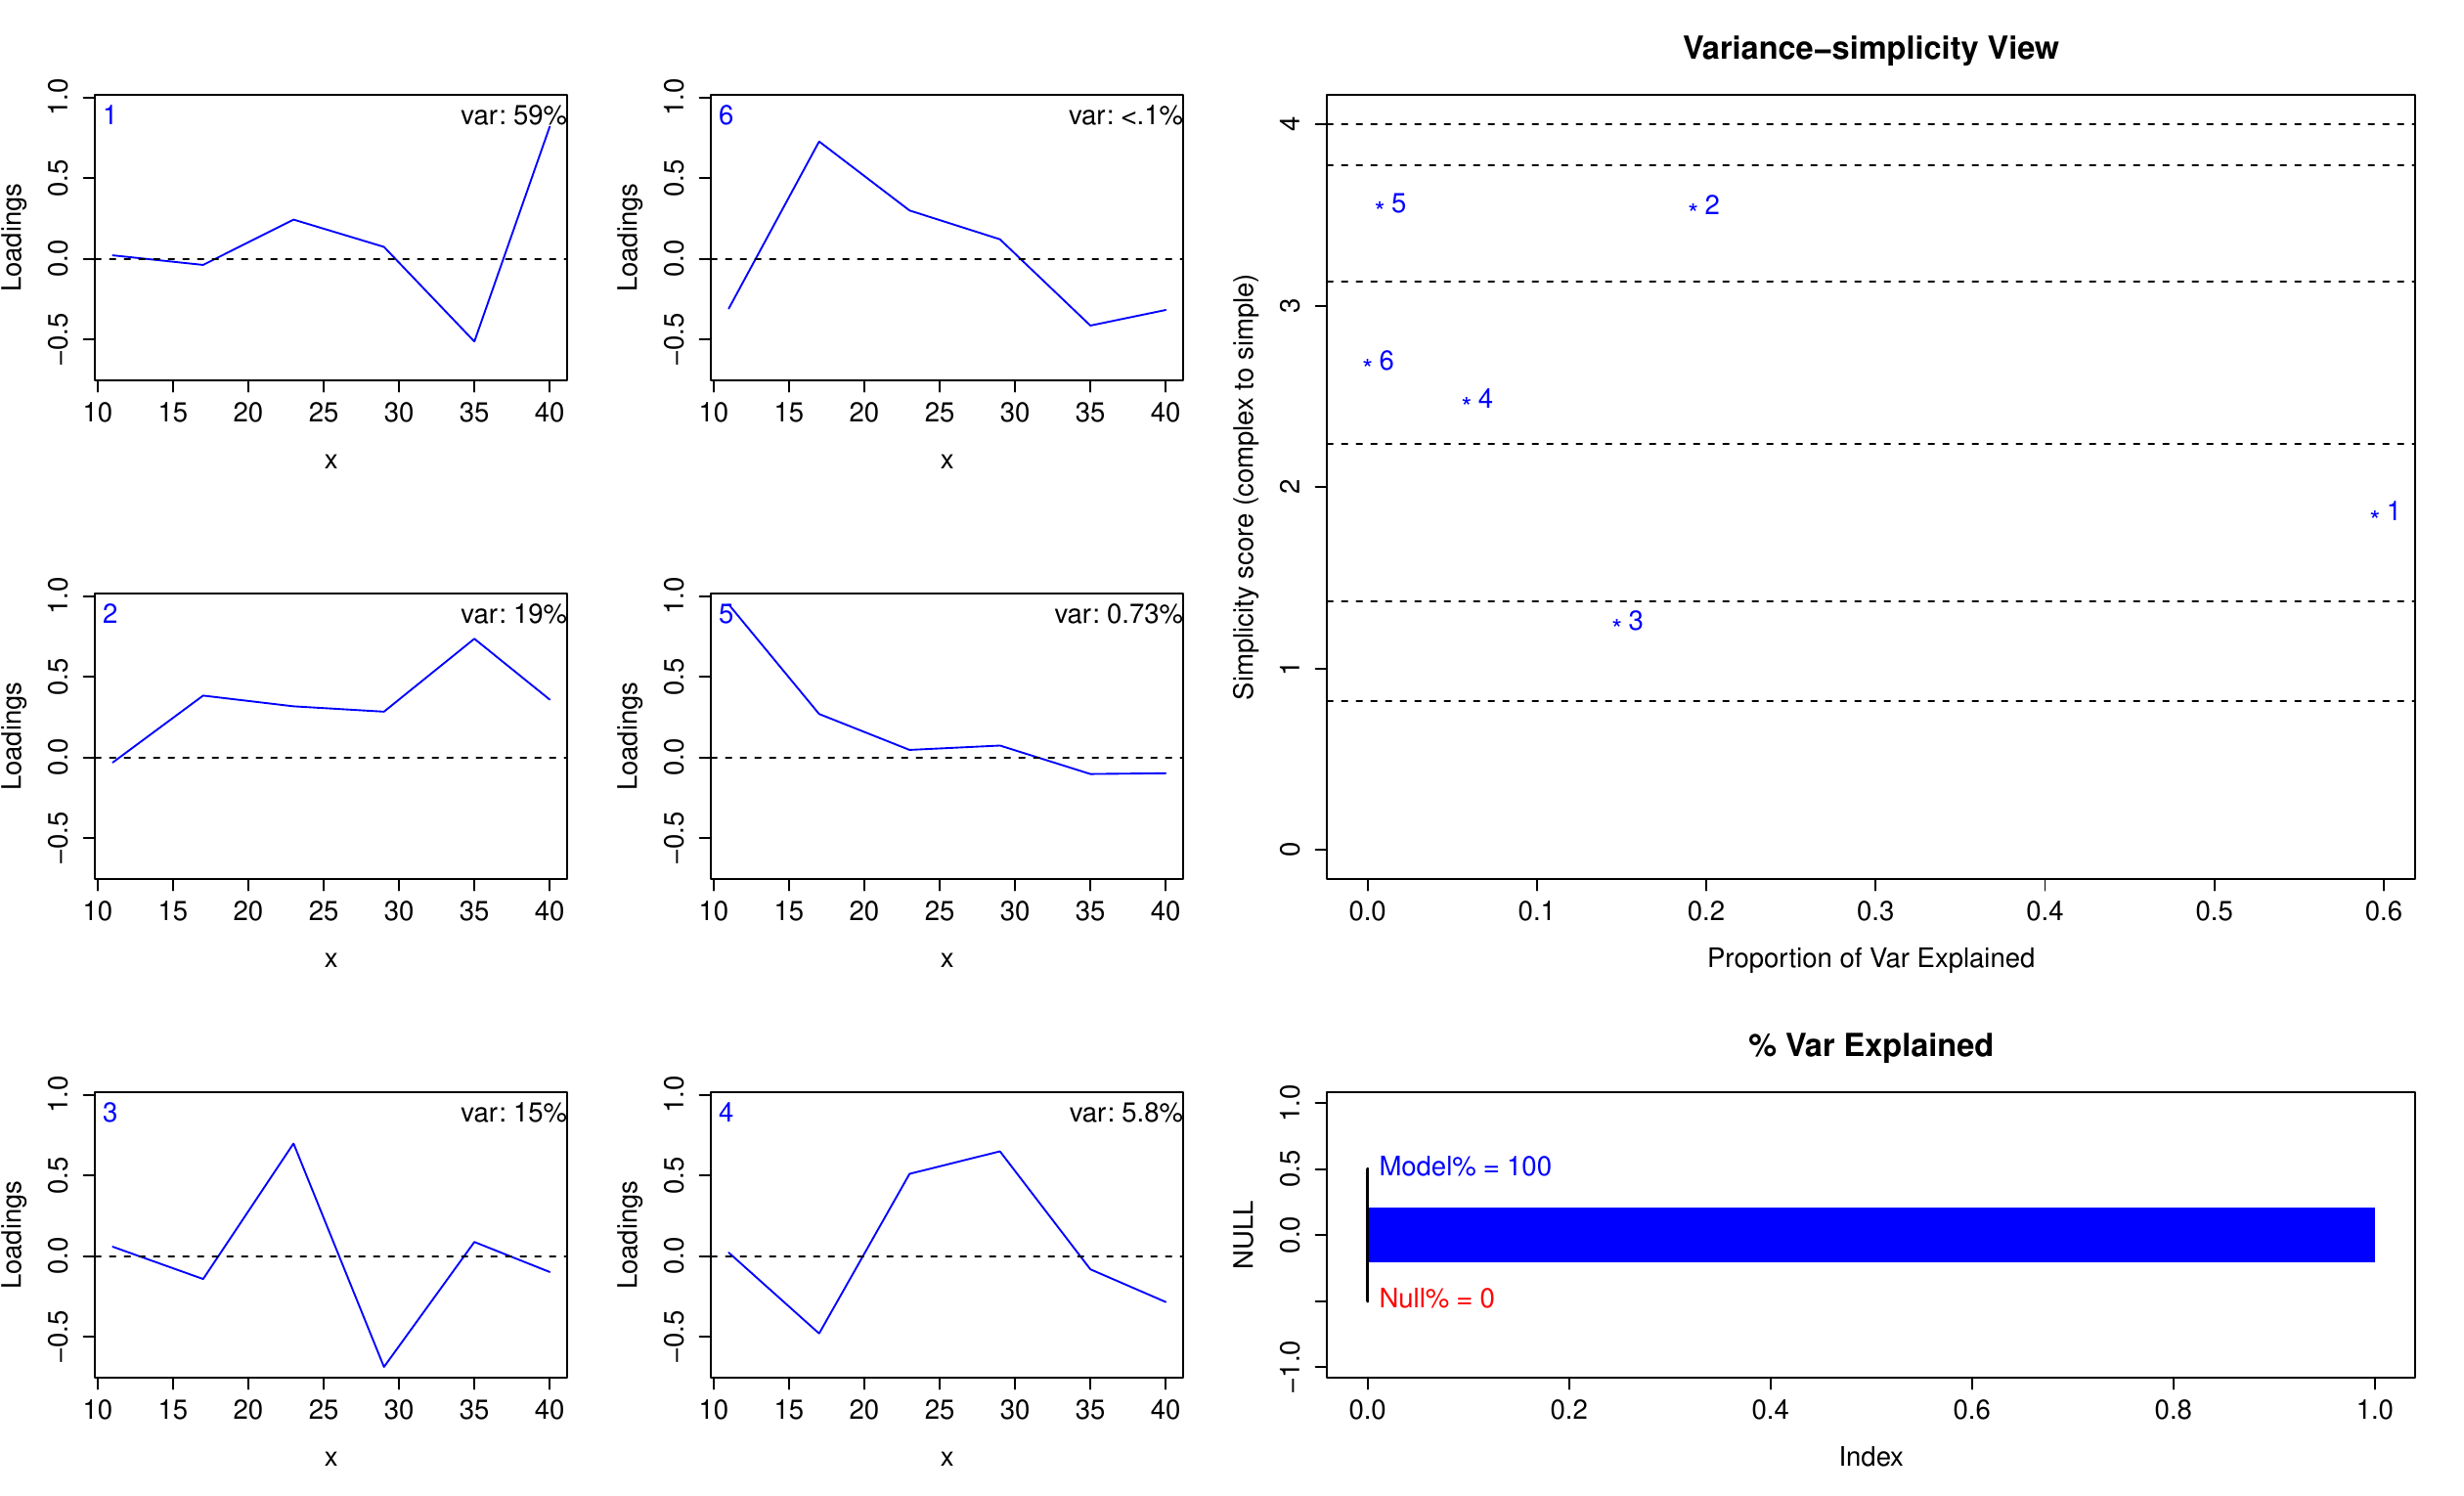 1
var: 59%
Loadings
1.0
0.5
0.0
−0.5
10 15 20 25 30 35 40
x
6
var: <.1%
Loadings
1.0
0.5
0.0
−0.5
10 15 20 25 30 35 40
x
2
var: 19%
Loadings
1.0
0.5
0.0
−0.5
10 15 20 25 30 35 40
x
5
var: 0.73%
Loadings
1.0
0.5
0.0
−0.5
10 15 20 25 30 35 40
x
3
var: 15%
Loadings
1.0
0.5
0.0
−0.5
10 15 20 25 30 35 40
x
4
var: 5.8%
Loadings
1.0
0.5
0.0
−0.5
10 15 20 25 30 35 40
x
Variance−simplicity View
Simplicity score (complex to simple)
4
3
2
1
0
* 5
* 2
* 6
* 4
* 1
* 3
0.0 0.1 0.2 0.3 0.4 0.5 0.6
Proportion of Var Explained
% Var Explained
NULL
1.0
0.5
0.0
−1.0
Model% = 100
Null% = 0
0.0 0.2 0.4 0.6 0.8 1.0
Index